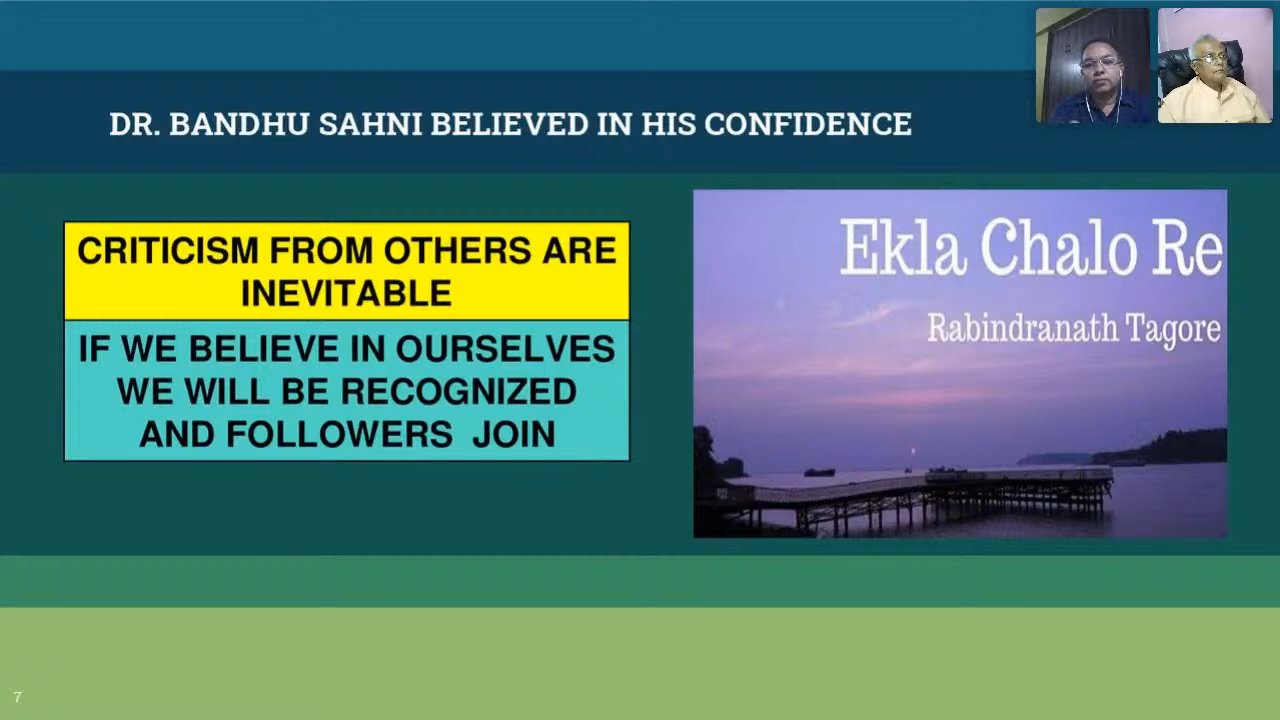 DR. BANDHU SAHNI BELIEVED IN HIS CONFIDENCE
CRITICISM FROM OTHERS ARE
INEVITABLE
IF WE BELIEVE IN OURSELVES
WE WILL BE RECOGNIZED
AND FOLLOWERS JOIN
Ekla Chalo Re
Rabindranath Tagore
7